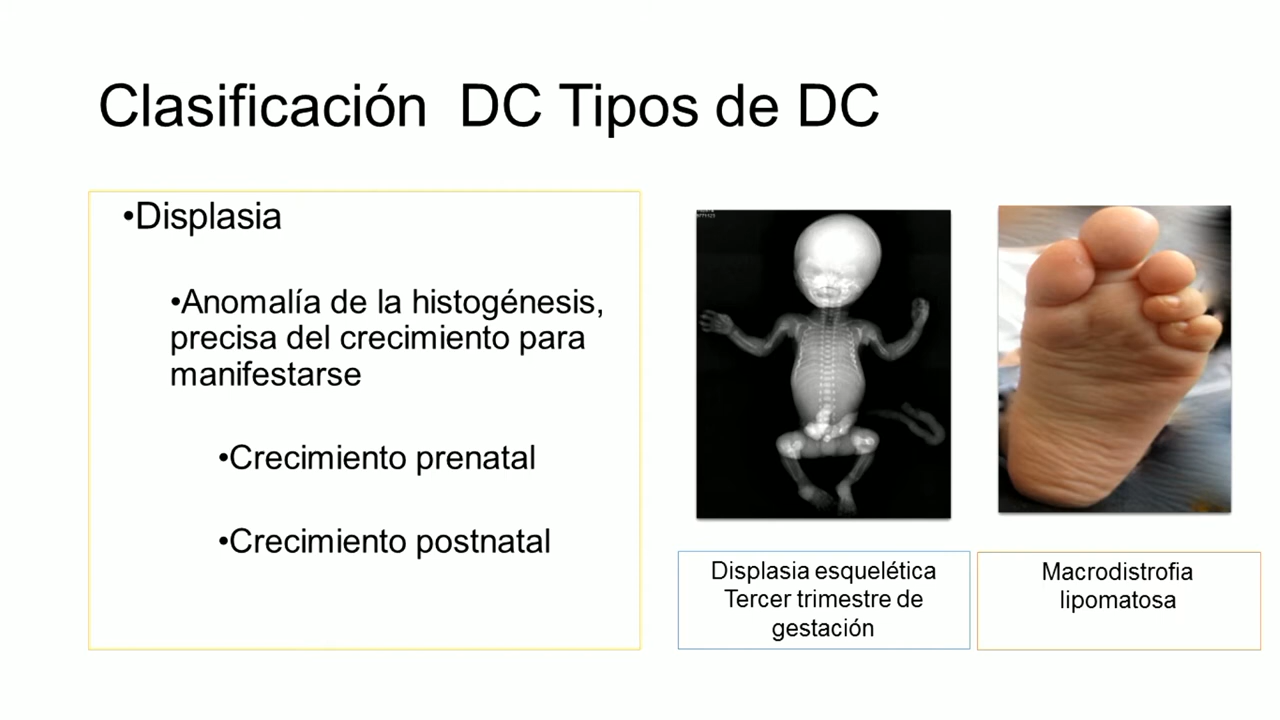 Clasificación DC Tipos de DC
•Displasia
•Anomalía de la histogénesis,
precisa del crecimiento para
manifestarse
•Crecimiento prenatal
•Crecimiento postnatal
Displasia esquelética
Tercer trimestre de
gestación
Macrodistrofia
lipomatosa